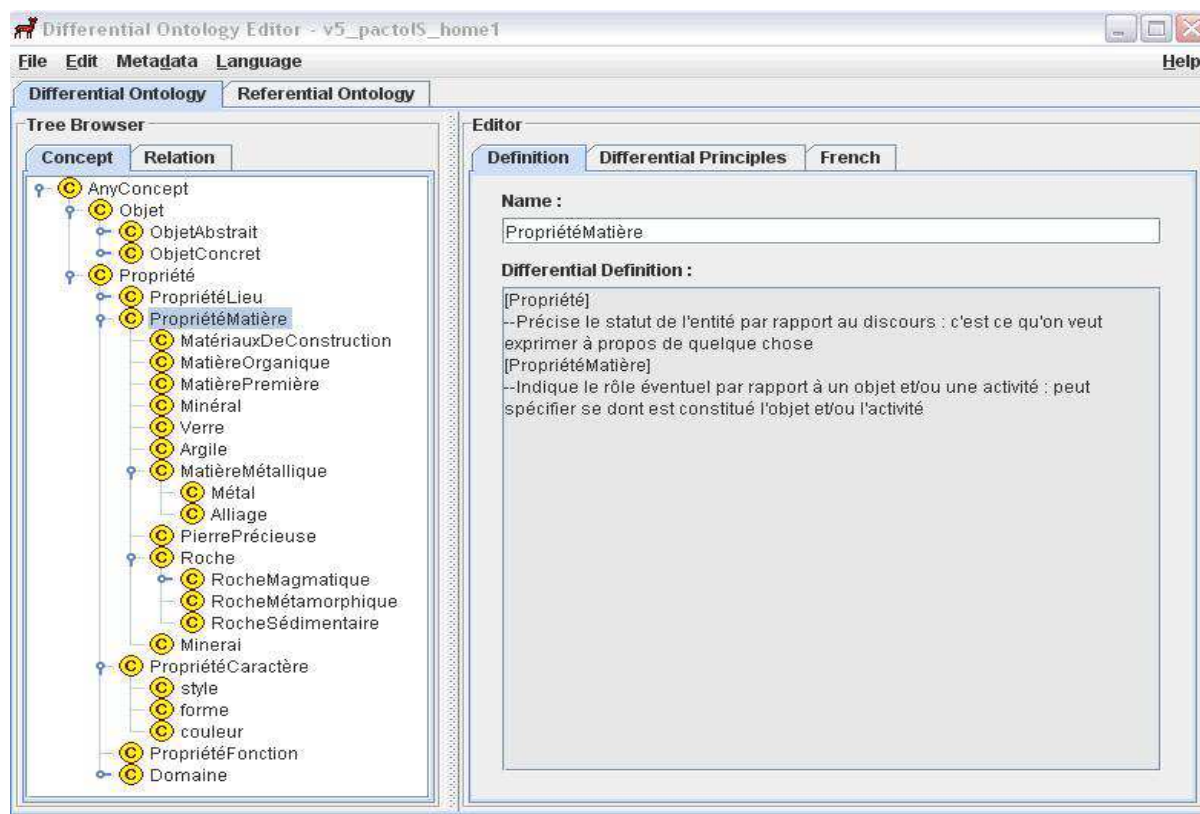 Differential Ontology Editor - v5_pactolS_home1
File Edit Metadata Language Help
Differential Ontology Referential Ontology
Tree Browser
Concept Relation
C AnyConcept
C Objet
C ObjetAbstrait
C ObjetConcret
C Propriété
C PropriétéLieu
C PropriétéMatière
C MatériauxDeConstruction
C MatièreOrganique
C MatièrePremière
C Minéral
C Verre
C Argile
C MatièreMétallique
C Métal
C Alliage
C PierrePrécieuse
C Roche
C RocheMagmatique
C RocheMétamorphique
C RocheSédimentaire
C Minerai
C PropriétéCaractère
C style
C forme
C couleur
C PropriétéFonction
C Domaine
Editor
Definition Differential Principles French
Name :
PropriétéMatière
Differential Definition :
[Propriété]
--Précise le statut de l'entité par rapport au discours : c'est ce qu'on veut
exprimer à propos de quelque chose
[PropriétéMatière]
--Indique le rôle éventuel par rapport à un objet et/ou une activité ; peut
spécifier se dont est constitué l'objet et/ou l'activité